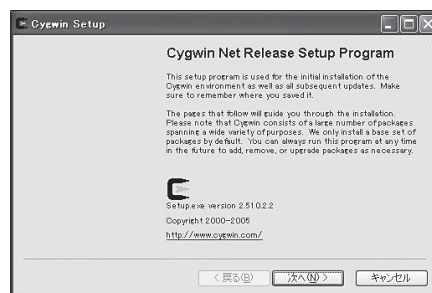 Cygwin Setup
Cygwin Net Release Setup Program
This setup program is used for the initial installation of the
Cygwin environment as well as all subsequent updates. Make
sure to remember where you saved it.
The pages that follow will guide you through the installation.
Please note that Cygwin consists of a large number of packages
spanning a wide variety of purposes. We only install a base set of
packages by default. You can always run this program at any time
in the future to add, remove, or upgrade packages as necessary.
Setup.exe version 2.510.2.2
Copyright 2000-2005
http://www.cygwin.com/
< 戻る(B)
次へ(N) >
キャンセル